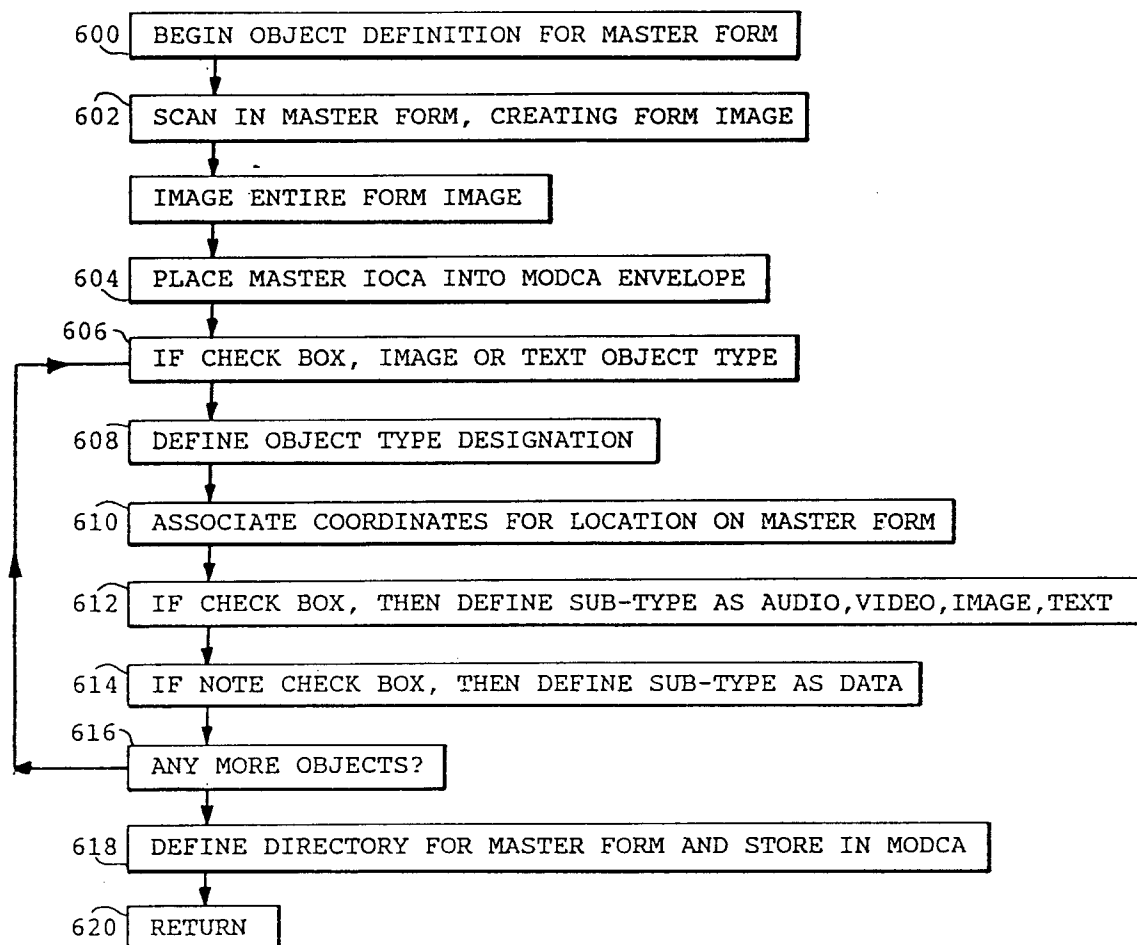 600 BEGIN OBJECT DEFINITION FOR MASTER FORM
602 SCAN IN MASTER FORM, CREATING FORM IMAGE
IMAGE ENTIRE FORM IMAGE
604 PLACE MASTER IOCA INTO MODCA ENVELOPE
606 IF CHECK BOX, IMAGE OR TEXT OBJECT TYPE
608 DEFINE OBJECT TYPE DESIGNATION
610 ASSOCIATE COORDINATES FOR LOCATION ON MASTER FORM
612 IF CHECK BOX, THEN DEFINE SUB-TYPE AS AUDIO,VIDEO,IMAGE,TEXT
614 IF NOTE CHECK BOX, THEN DEFINE SUB-TYPE AS DATA
616 ANY MORE OBJECTS?
618 DEFINE DIRECTORY FOR MASTER FORM AND STORE IN MODCA
620 RETURN